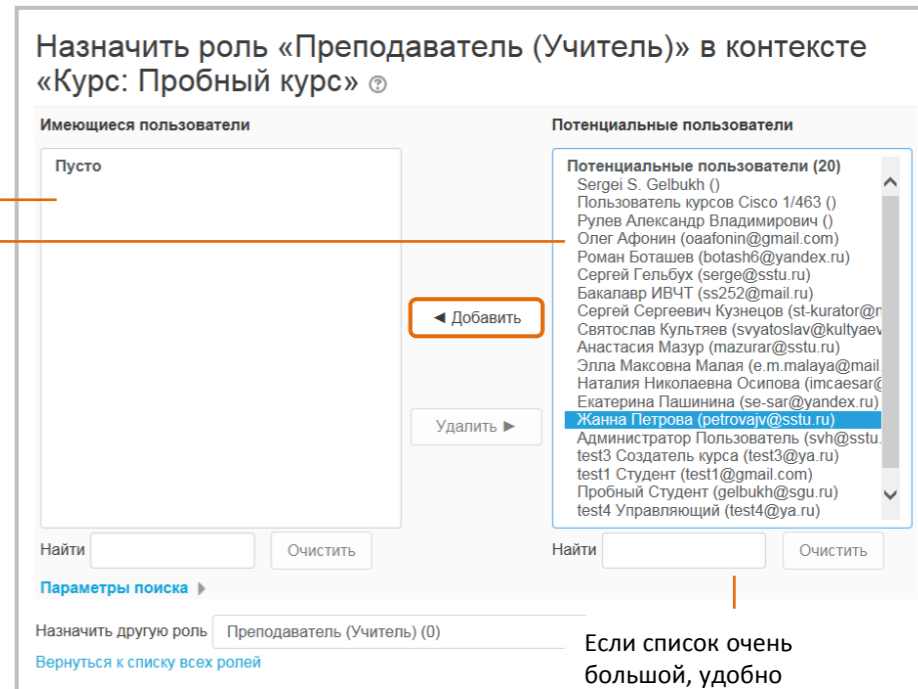 Назначить роль «Преподаватель (Учитель)» в контексте
«Курс: Пробный курс»
Имеющиеся пользователи
Пусто
◄ Добавить
Удалить ►
Потенциальные пользователи
Потенциальные пользователи (20)
Sergei S. Gelbukh ()
Пользователь курсов Cisco 1/463 ()
Рулев Александр Владимирович ()
Олег Афонин (oaafonin@gmail.com)
Роман Боташев (botash6@yandex.ru)
Сергей Гельбух (serge@sstu.ru)
Бакалавр ИВЧТ (ss252@mail.ru)
Сергей Сергеевич Кузнецов (st-kurator@
Святослав Культяев (svyatoslav@kultyaev
Анастасия Мазур (mazurar@sstu.ru)
Элла Максовна Малая (e.m.malaya@mail
Наталия Николаевна Осипова (imcaesar@
Екатерина Пашинина (se-sar@yandex.ru)
Жанна Петрова (petrovajv@sstu.ru)
Администратор Пользователь (svh@sstu.
test3 Создатель курса (test3@ya.ru)
test1 Студент (test1@gmail.com)
Пробный Студент (gelbukh@sgu.ru)
test4 Управляющий (test4@ya.ru)
Найти Очистить
Найти Очистить
Параметры поиска
Назначить другую роль Преподаватель (Учитель) (0)
Вернуться к списку всех ролей
Если список очень
большой, удобно